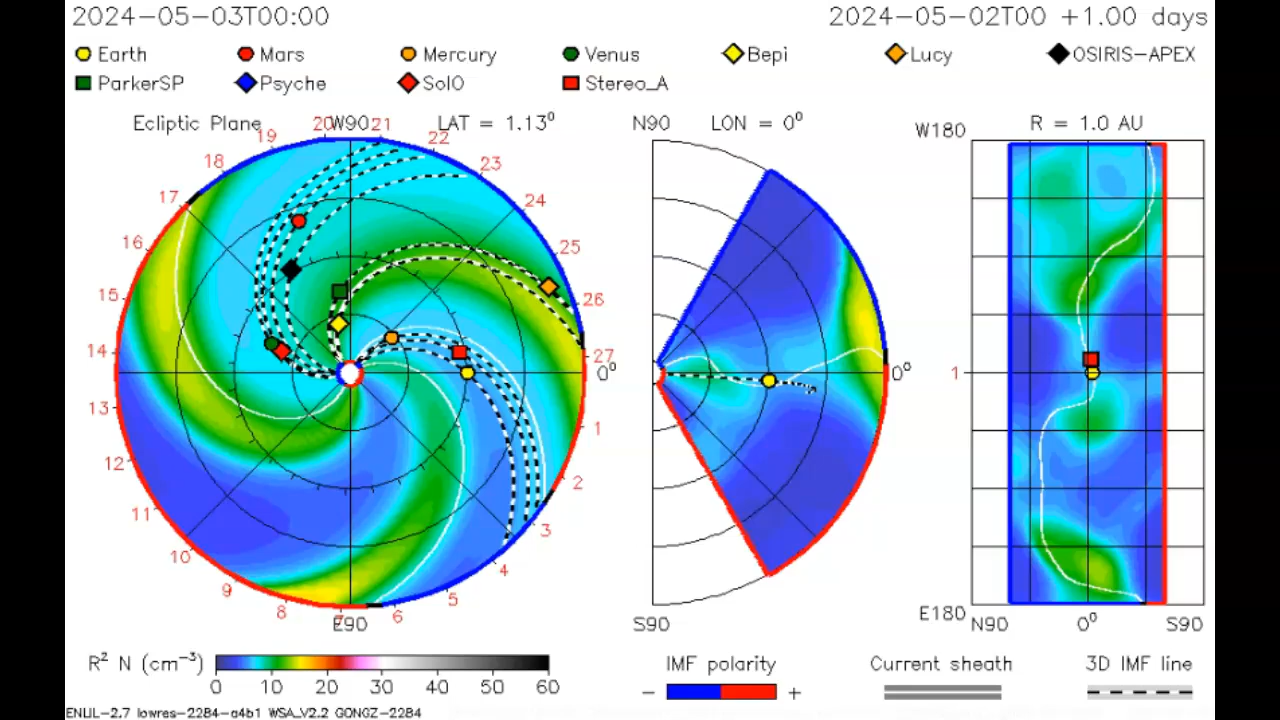 2024-05-03T00:00 2024-05-02T00 +1.00 days
Earth Mars Mercury Venus Bepi Lucy OSIRIS-APEX
ParkerSP Psyche SolO Stereo_A
Ecliptic Plane W90 LAT = 1.13° N90 LON = 0° W180 R = 1.0 AU
19 20 21 22
18 23
17 24
16 25
15 26
14 27 0° 0° 1
13 1
12 2
11 3
10 4
9 5
8 7 6
E90 S90 E180 N90 0° S90
R² N (cm⁻³) IMF polarity Current sheath 3D IMF line
0 10 20 30 40 50 60 - +
ENLIL-2.7 lowres-2284-a4b1 WSA_V2.2 GONGZ-2284